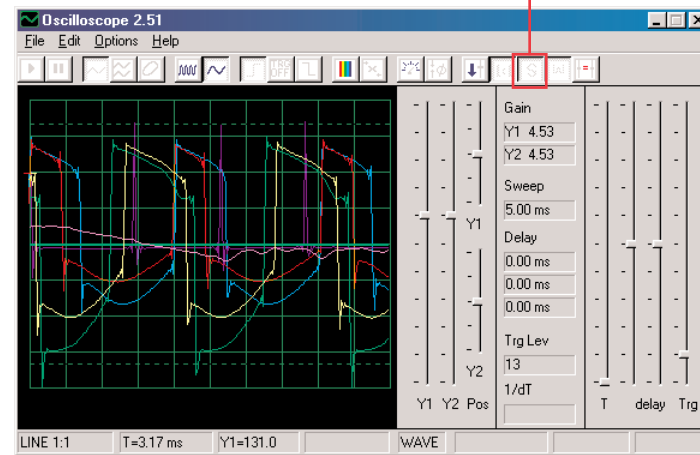 Oscilloscope 2.51
File Edit Options Help
TRG OFF
S
Gain
Y1 4.53
Y2 4.53
Sweep
5.00 ms
Delay
0.00 ms
0.00 ms
0.00 ms
Trg Lev
13
1/dT
Y1
Y2
Y1 Y2 Pos
T delay Trg
LINE 1:1 T=3.17 ms Y1=131.0 WAVE